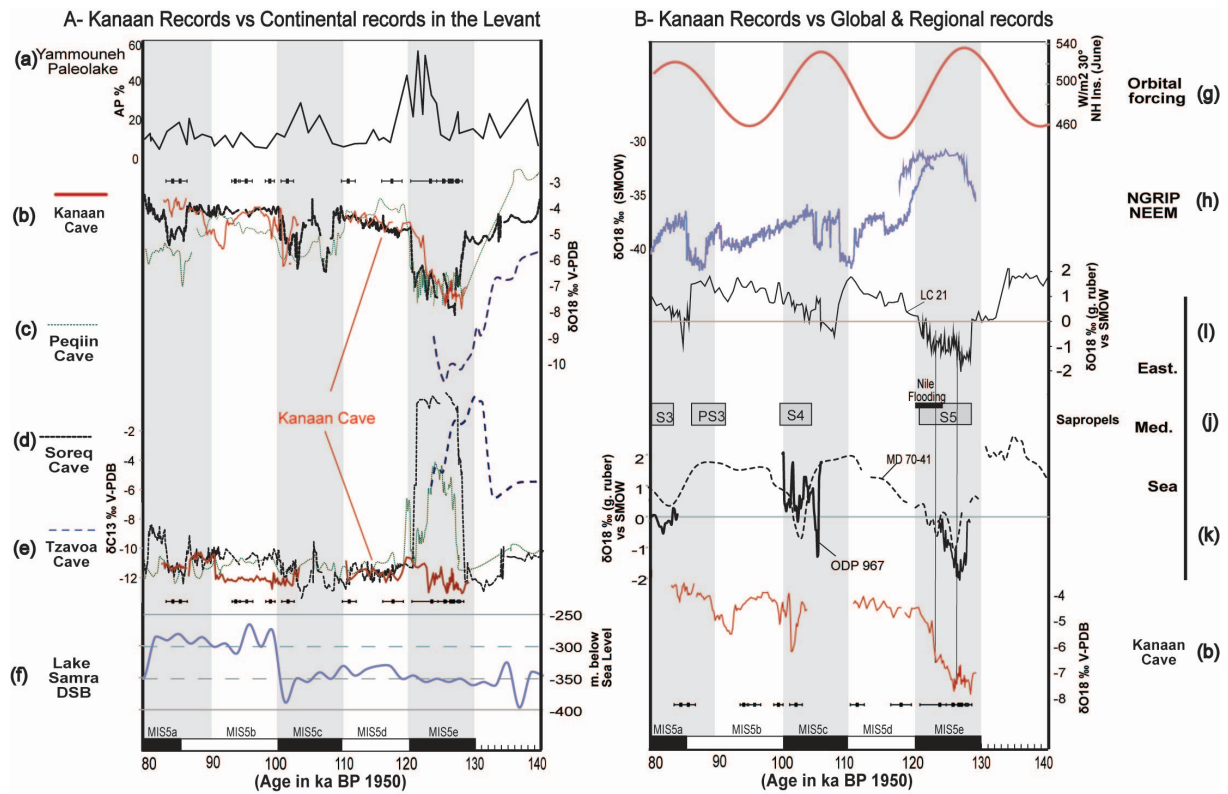 A- Kanaan Records vs Continental records in the Levant
(a)
Yammouneh
Paleolake
AP %
60
40
20
0
(b)
Kanaan
Cave
-3
-4
-5
-6
-7
-8
-9
-10
δO18 ‰ V-PDB
(c)
Peqiin
Cave
Kanaan Cave
(d)
Soreq
Cave
-2
-4
-6
-8
-10
-12
δC13 ‰ V-PDB
(e)
Tzavoa
Cave
(f)
Lake
Samra
DSB
-250
-300
-350
-400
m. below
Sea Level
MIS5a
MIS5b
MIS5c
MIS5d
MIS5e
80 90 100 110 120 130 140
(Age in ka BP 1950)
B- Kanaan Records vs Global & Regional records
540
500
460
W/m2 30°
NH Ins. (June)
Orbital
forcing
(g)
-30
-35
-40
δO18 ‰ (SMOW)
NGRIP
NEEM
(h)
LC 21
2
1
0
-1
-2
δO18 ‰ (g. ruber)
vs SMOW
(I)
East.
Nile
Flooding
S3
PS3
S4
S5
Sapropels
Med.
(j)
MD 70-41
2
1
0
-1
-2
δO18 ‰ (g. ruber)
vs SMOW
Sea
(k)
ODP 967
-4
-5
-6
-7
-8
δO18 ‰ V-PDB
Kanaan
Cave
(b)
MIS5a
MIS5b
MIS5c
MIS5d
MIS5e
80 90 100 110 120 130 140
(Age in ka BP 1950)